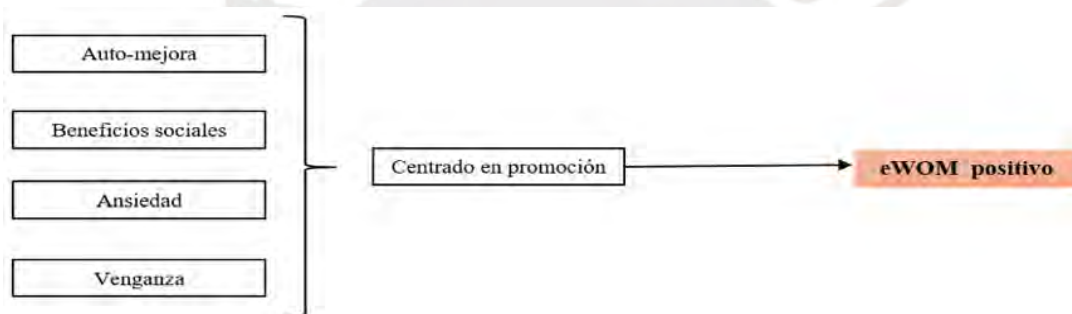 Auto-mejora
Beneficios sociales
Ansiedad
Venganza
Centrado en promoción
eWOM positivo